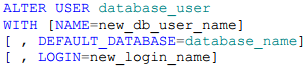 ALTER USER database_user
WITH [NAME=new_db_user_name]
[ , DEFAULT_DATABASE=database_name]
[ , LOGIN=new_login_name]